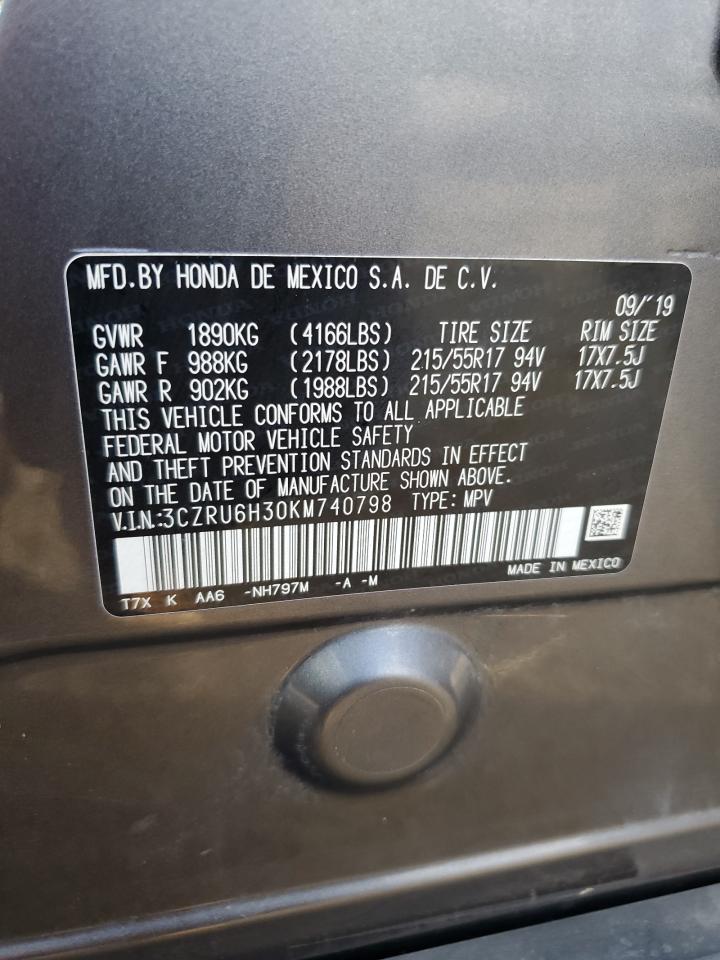 MFD.BY HONDA DE MEXICO S.A. DE C.V.
09/'19
GVWR 1890KG (4166LBS) TIRE SIZE RIM SIZE
GAWR F 988KG (2178LBS) 215/55R17 94V 17X7.5J
GAWR R 902KG (1988LBS) 215/55R17 94V 17X7.5J
THIS VEHICLE CONFORMS TO ALL APPLICABLE
FEDERAL MOTOR VEHICLE SAFETY
AND THEFT PREVENTION STANDARDS IN EFFECT
ON THE DATE OF MANUFACTURE SHOWN ABOVE.
V.I.N.:3CZRU6H30KM740798 TYPE: MPV
T7X K AA6 -NH797M -A -M MADE IN MEXICO